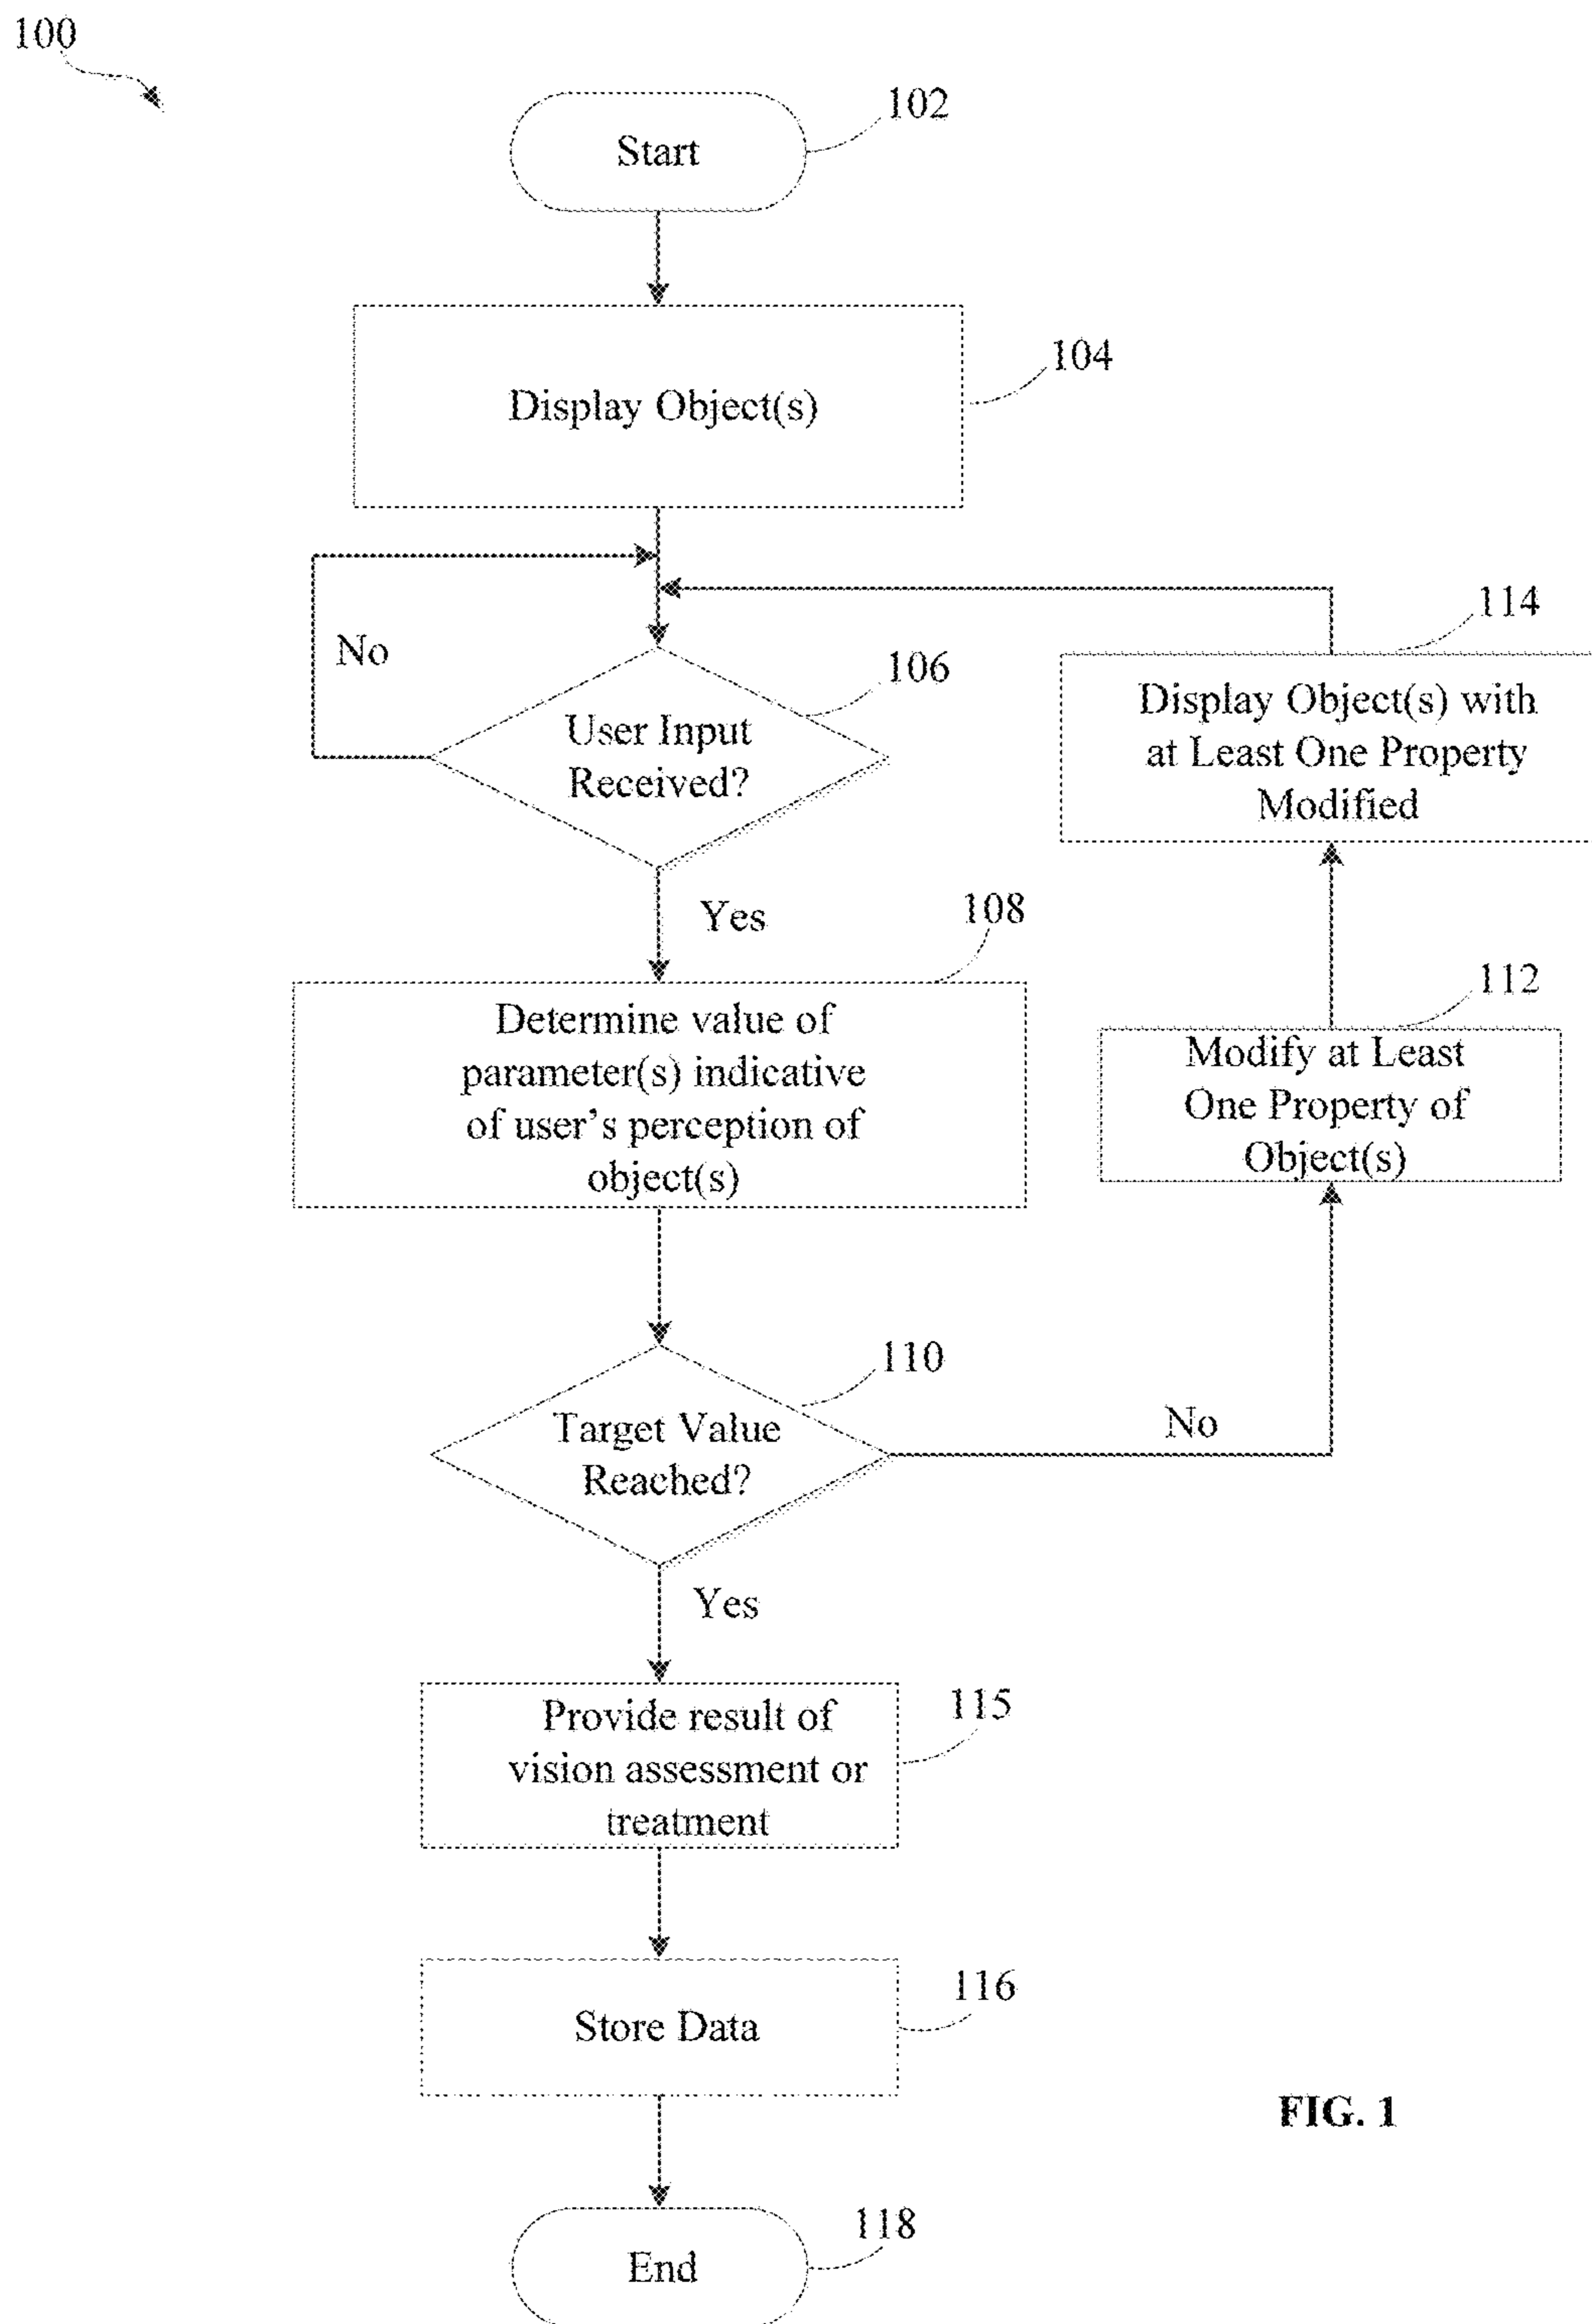 100
102
Start
104
Display Object(s)
No
106
User Input
Received?
114
Display Object(s) with
at Least One Property
Modified
Yes
108
Determine value of
parameter(s) indicative
of user's perception of
object(s)
112
Modify at Least
One Property of
Object(s)
110
Target Value
Reached?
No
Yes
115
Provide result of
vision assessment or
treatment
116
Store Data
FIG. 1
118
End